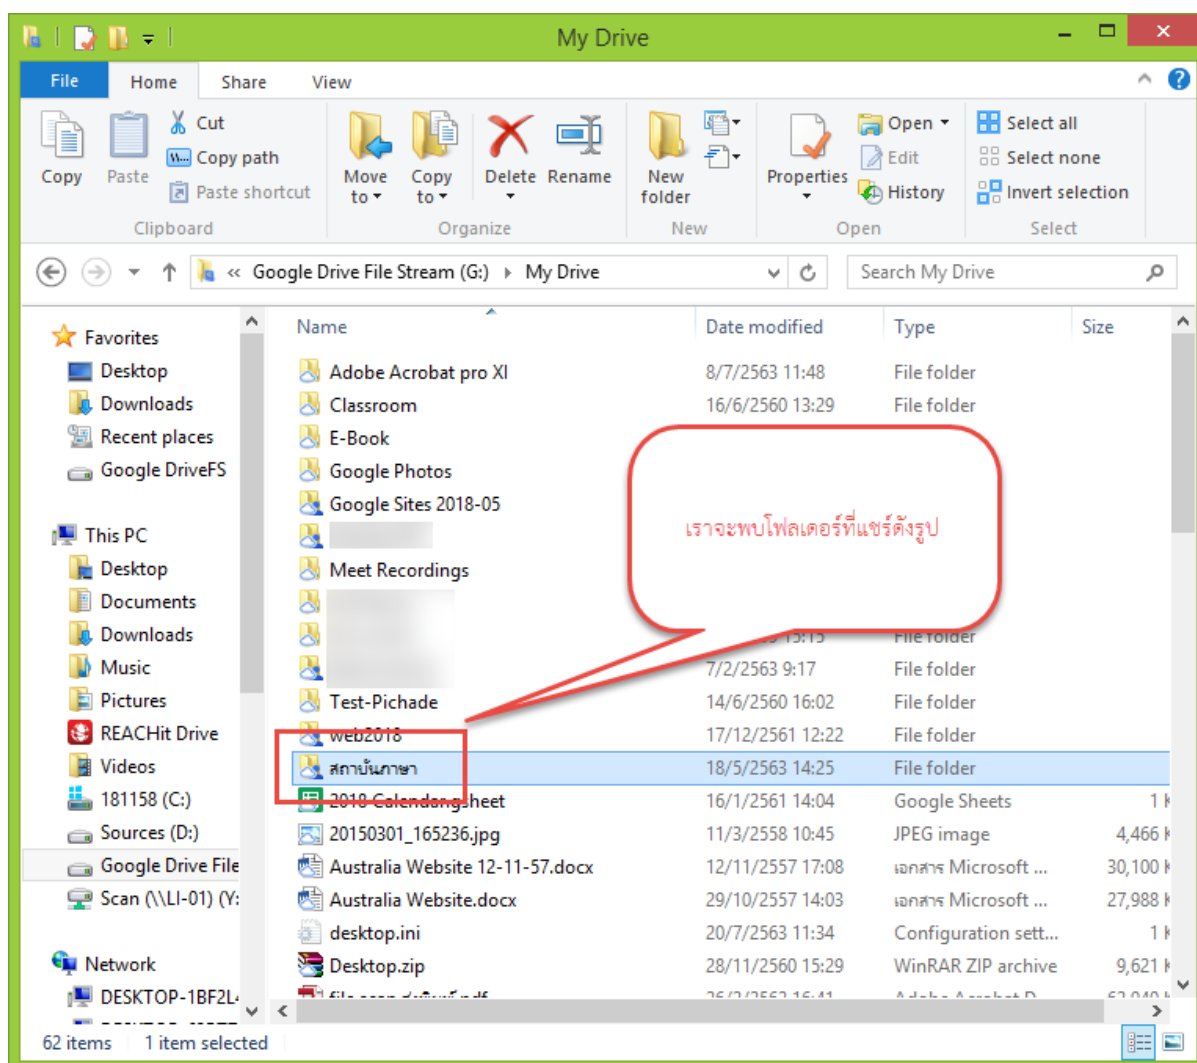 My Drive
File Home Share View
Copy
Paste
Cut
Copy path
Paste shortcut
Move to
Copy to
Delete
Rename
New folder
Properties
Open
Edit
History
Select all
Select none
Invert selection
Clipboard Organize New Open Select
« Google Drive File Stream (G:) My Drive
Search My Drive
Favorites
Desktop
Downloads
Recent places
Google DriveFS
This PC
Desktop
Documents
Downloads
Music
Pictures
REACHit Drive
Videos
181158 (C:)
Sources (D:)
Google Drive File
Scan (\\LI-01) (Y:
Network
DESKTOP-1BF2L
Name Date modified Type Size
Adobe Acrobat pro XI 8/7/2563 11:48 File folder
Classroom 16/6/2560 13:29 File folder
E-Book
Google Photos
Google Sites 2018-05
Meet Recordings
เราจะพบโฟลเดอร์ที่แชร์ดังรูป
15:15 File folder
7/2/2563 9:17 File folder
Test-Pichade 14/6/2560 16:02 File folder
web2018 17/12/2561 12:22 File folder
สถาบันภาษา 18/5/2563 14:25 File folder
2018 Calendar.gsheet 16/1/2561 14:04 Google Sheets 1 K
20150301_165236.jpg 11/3/2558 10:45 JPEG image 4,466 K
Australia Website 12-11-57.docx 12/11/2557 17:08 เอกสาร Microsoft ... 30,100 K
Australia Website.docx 29/10/2557 14:03 เอกสาร Microsoft ... 27,988 K
desktop.ini 20/7/2563 11:34 Configuration sett... 1 K
Desktop.zip 28/11/2560 15:29 WinRAR ZIP archive 9,621 K
62 items 1 item selected